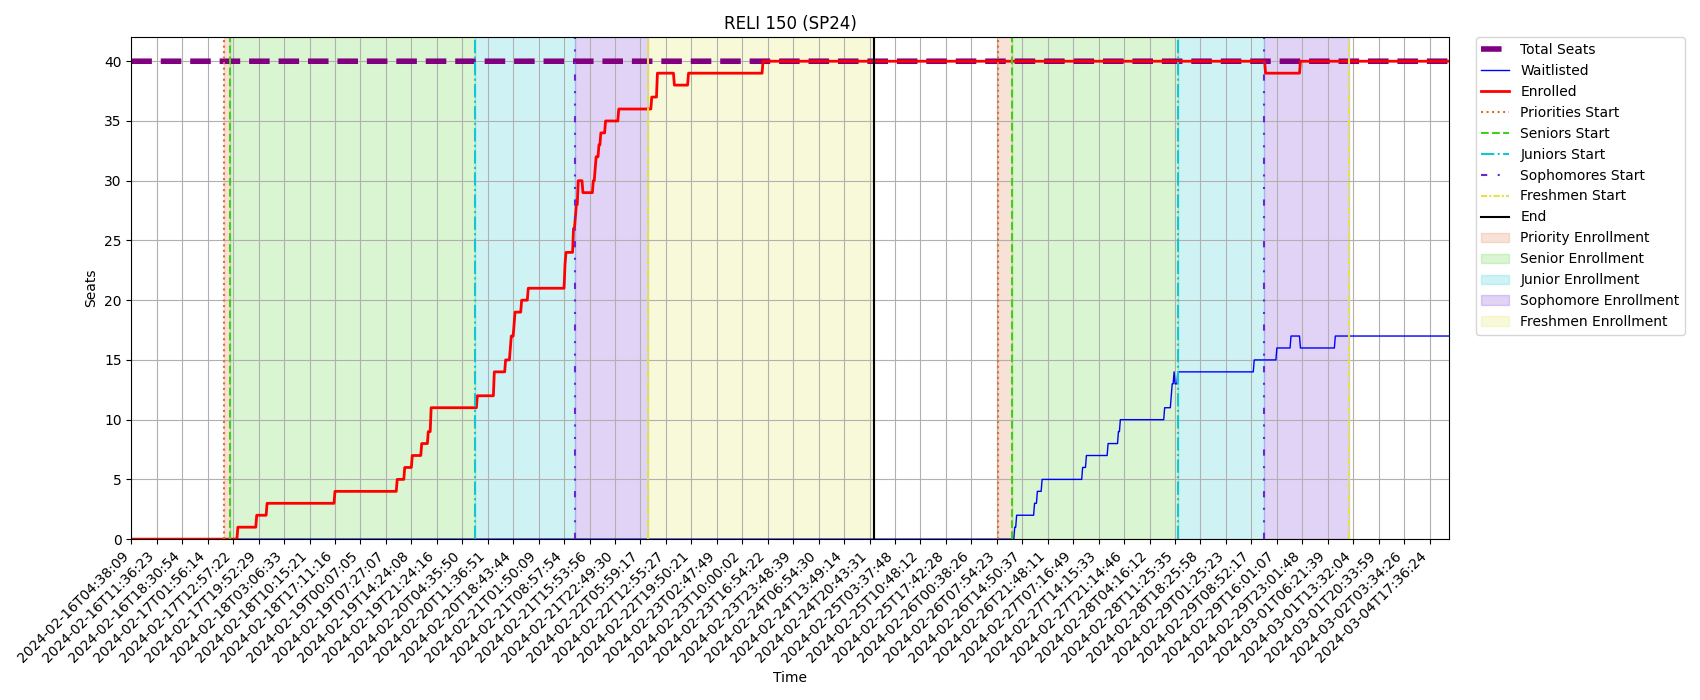 RELI 150 (SP24)
Seats
40
35
30
25
20
15
10
5
0
2024-02-16T04:38:09
2024-02-16T11:36:23
2024-02-16T18:30:54
2024-02-17T01:56:14
2024-02-17T12:57:22
2024-02-17T19:52:29
2024-02-18T03:06:33
2024-02-18T10:15:21
2024-02-18T17:11:16
2024-02-19T00:07:05
2024-02-19T07:27:07
2024-02-19T14:24:08
2024-02-19T21:24:16
2024-02-20T04:35:50
2024-02-20T11:36:51
2024-02-20T18:43:44
2024-02-21T01:50:09
2024-02-21T08:57:54
2024-02-21T15:53:56
2024-02-21T22:49:30
2024-02-22T05:59:17
2024-02-22T12:55:27
2024-02-22T19:50:21
2024-02-23T02:47:49
2024-02-23T10:00:02
2024-02-23T16:54:22
2024-02-23T23:48:39
2024-02-24T06:54:30
2024-02-24T13:49:14
2024-02-24T20:43:31
2024-02-25T03:37:48
2024-02-25T10:48:12
2024-02-25T17:42:28
2024-02-26T00:38:26
2024-02-26T07:54:23
2024-02-26T14:50:37
2024-02-26T21:48:11
2024-02-27T07:16:49
2024-02-27T14:15:33
2024-02-27T21:14:46
2024-02-28T04:16:12
2024-02-28T11:25:35
2024-02-28T18:25:58
2024-02-29T01:25:23
2024-02-29T08:52:17
2024-02-29T16:01:07
2024-02-29T23:01:48
2024-03-01T06:21:39
2024-03-01T13:32:04
2024-03-01T20:33:59
2024-03-02T03:34:26
2024-03-04T17:36:24
Time
Total Seats
Waitlisted
Enrolled
Priorities Start
Seniors Start
Juniors Start
Sophomores Start
Freshmen Start
End
Priority Enrollment
Senior Enrollment
Junior Enrollment
Sophomore Enrollment
Freshmen Enrollment